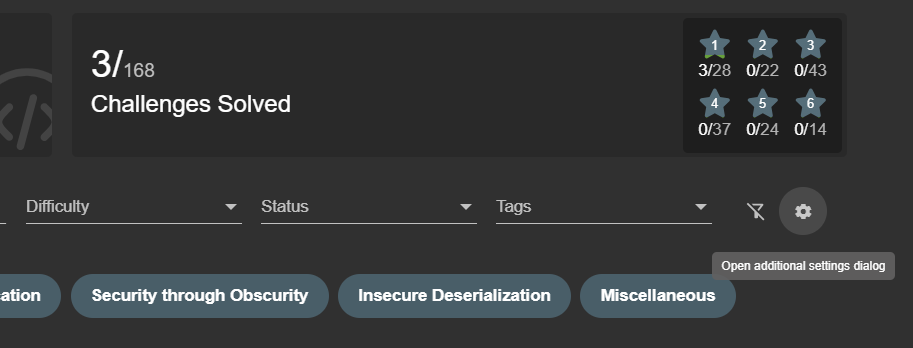 3/168
Challenges Solved
1 2 3
3/28 0/22 0/43
4 5 6
0/37 0/24 0/14
Difficulty Status Tags
Open additional settings dialog
ation Security through Obscurity Insecure Deserialization Miscellaneous